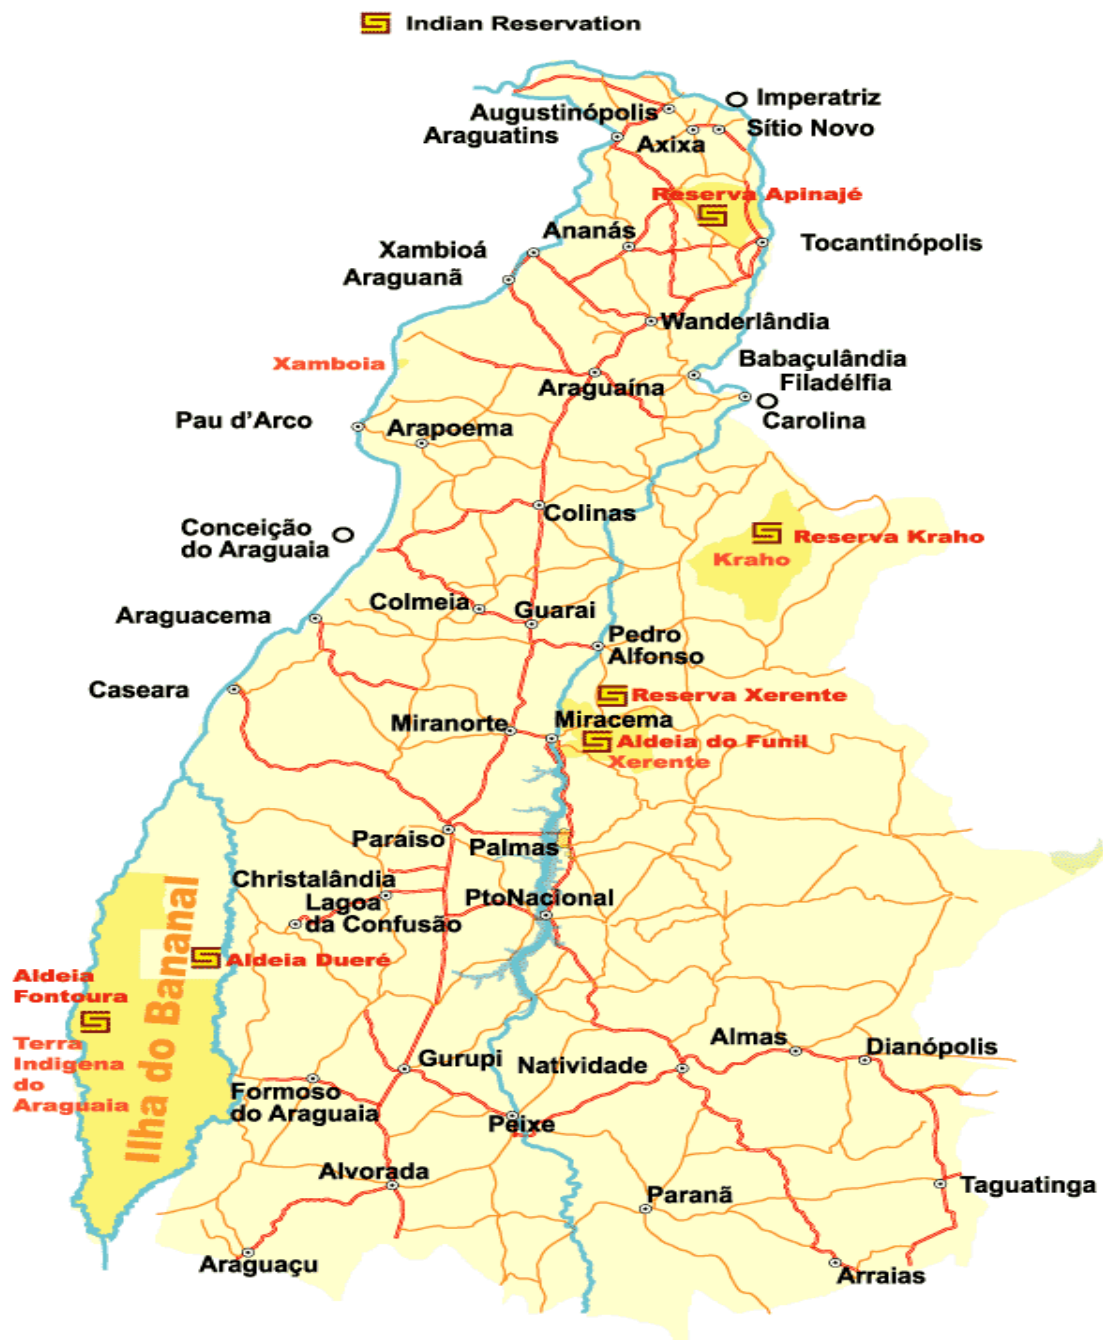 Indian Reservation
Imperatriz
Augustinópolis
Sítio Novo
Araguatins
Axixa
Reserva Apinajé
Ananás
Tocantinópolis
Xambioá
Araguanã
Wanderlândia
Babaçulândia
Xamboia
Filadélfia
Araguaína
Carolina
Pau d'Arco
Arapoema
Colinas
Conceição
do Araguaia
Reserva Kraho
Kraho
Colmeia
Guarai
Araguacema
Pedro
Alfonso
Caseara
Reserva Xerente
Miranorte
Miracema
Aldeia do Funil
Xerente
Paraiso
Palmas
Christalândia
Lagoa
da Confusão
PtoNacional
Ilha do Bananal
Aldeia Dueré
Aldeia
Fontoura
Terra
Indigena
do
Araguaia
Almas
Dianópolis
Gurupi
Natividade
Formoso
do Araguaia
Peixe
Alvorada
Paranã
Taguatinga
Araguaçu
Arraias